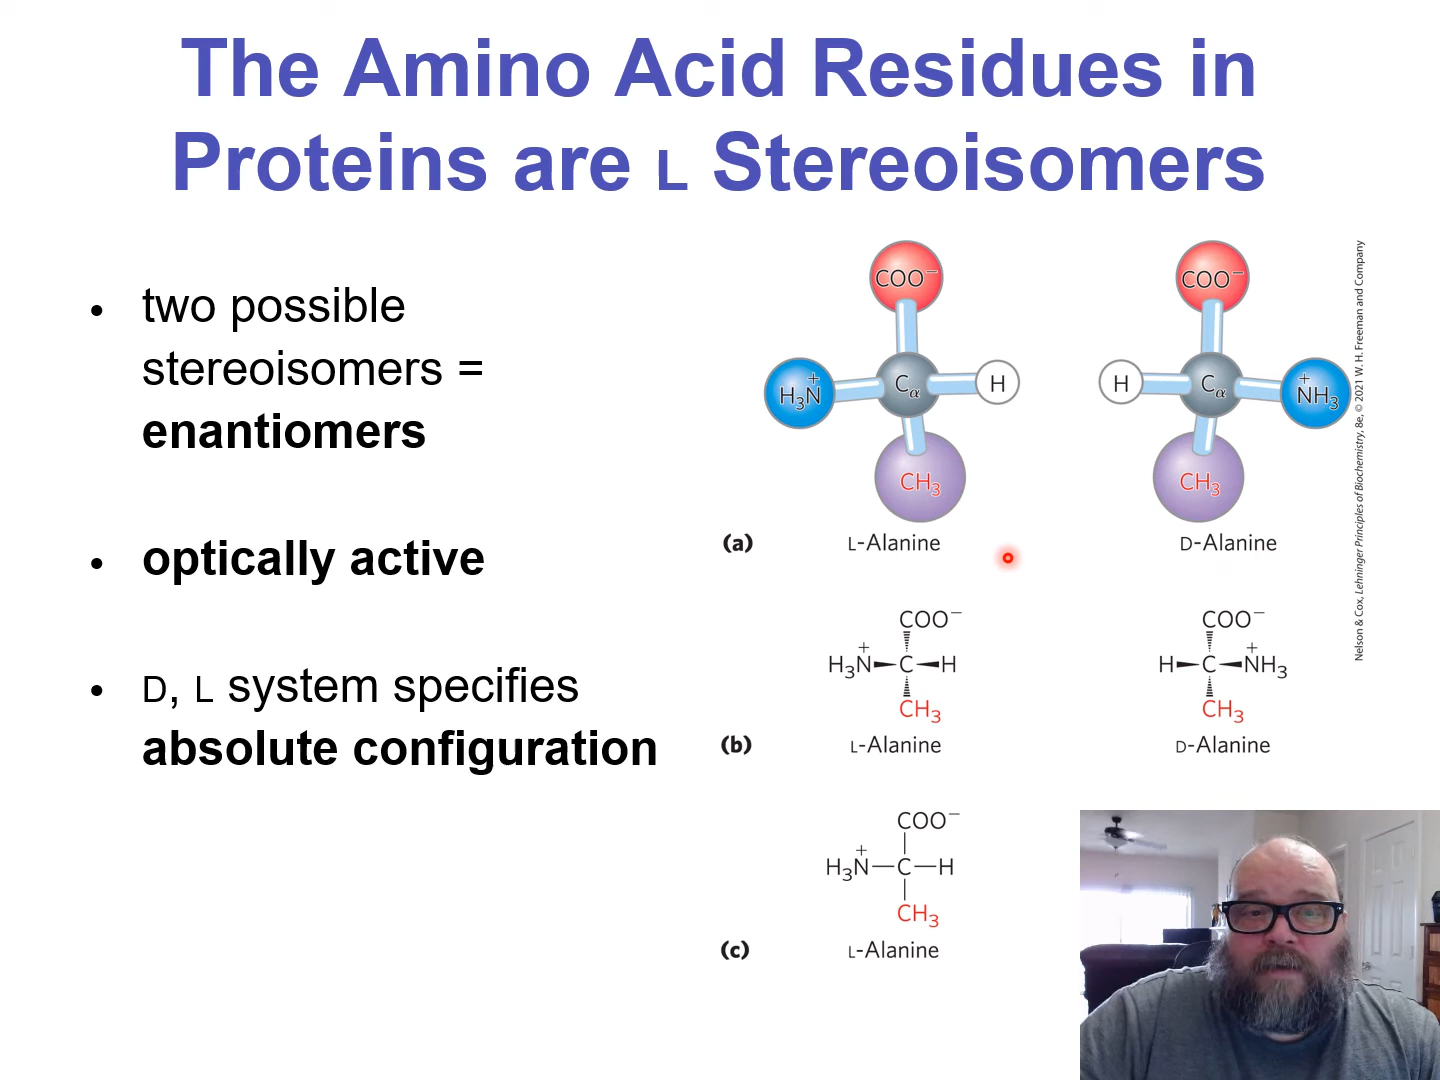 The Amino Acid Residues in
Proteins are L Stereoisomers
• two possible
stereoisomers =
enantiomers
• optically active
• D, L system specifies
absolute configuration
COO⁻
H₃N⁺
Cα
H
CH₃
(a) L-Alanine
COO⁻
H
Cα
⁺NH₃
CH₃
D-Alanine
COO⁻
H₃N⁺ C H
CH₃
(b) L-Alanine
COO⁻
H C ⁺NH₃
CH₃
D-Alanine
COO⁻
H₃N⁺—C—H
CH₃
(c) L-Alanine
Nelson & Cox, Lehninger Principles of Biochemistry, 8e, © 2021 W. H. Freeman and Company